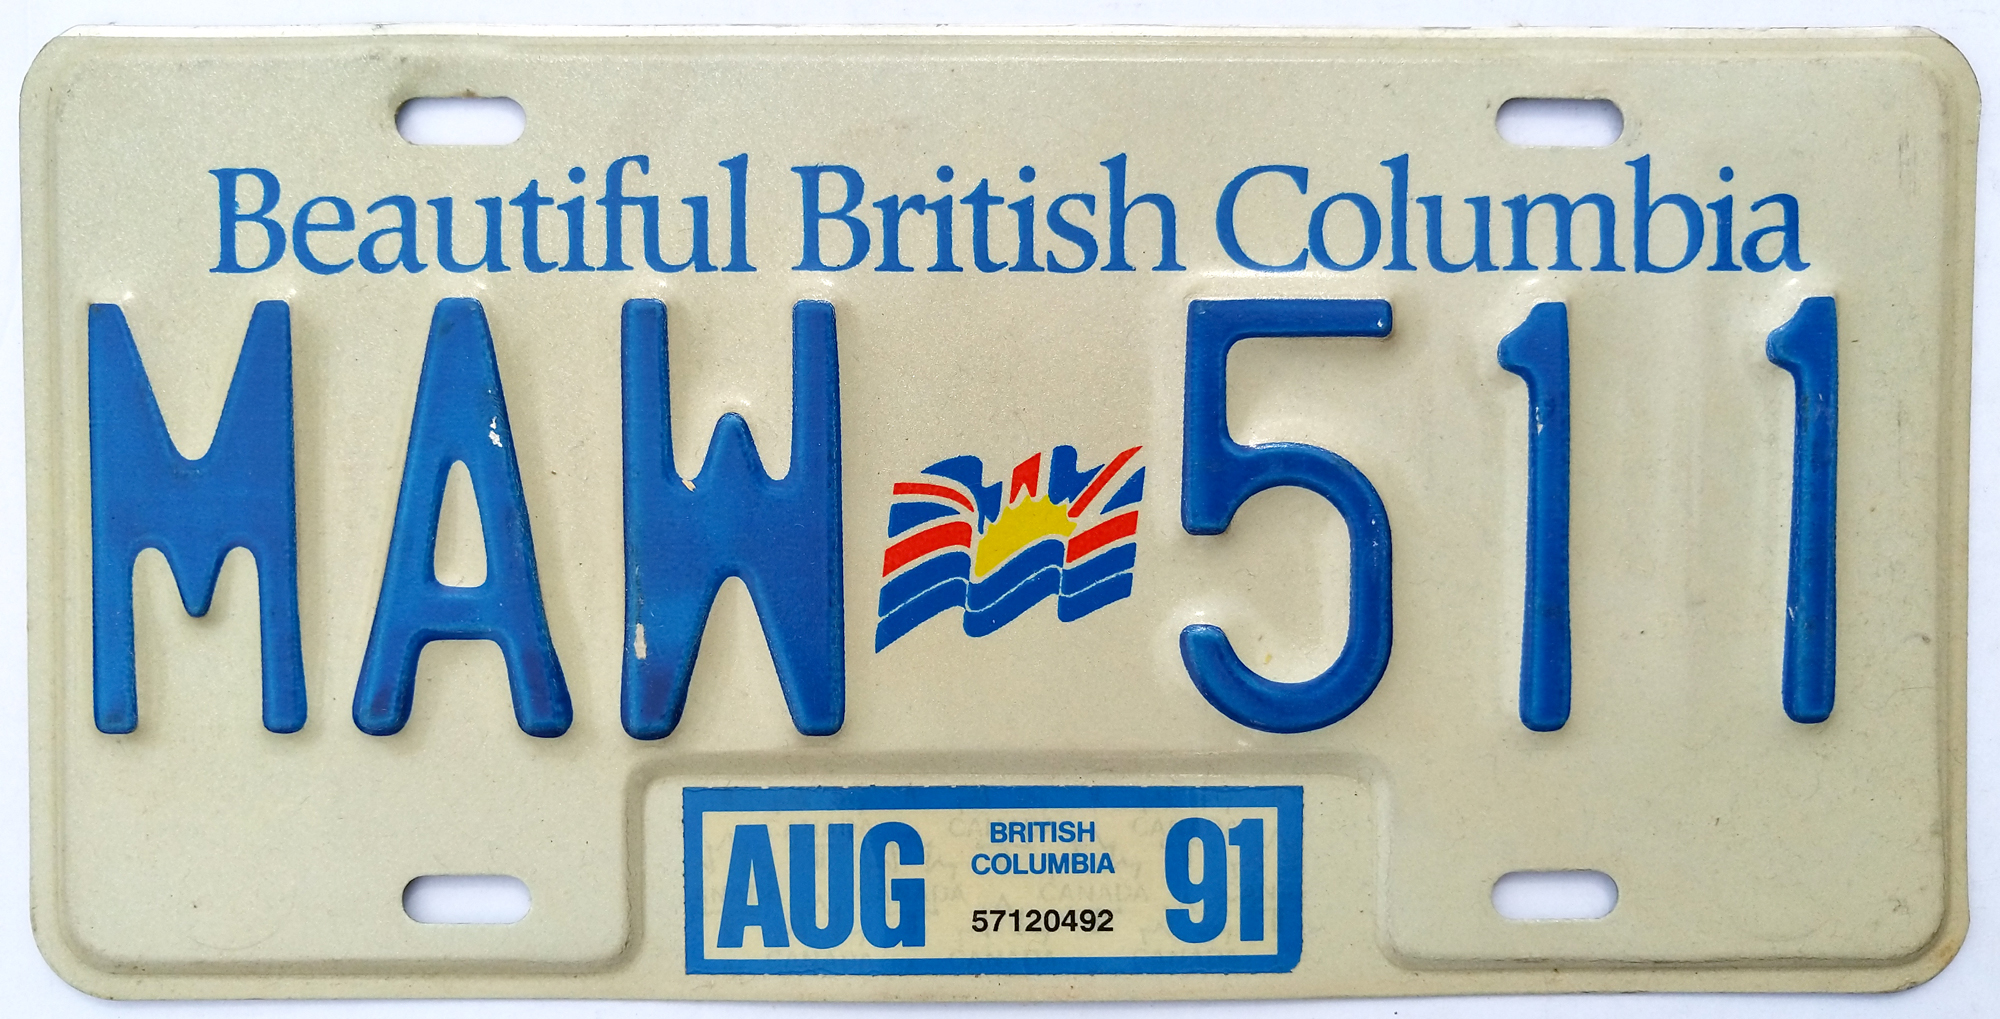 Beautiful British Columbia
MAW 511
AUG BRITISH COLUMBIA 91
57120492